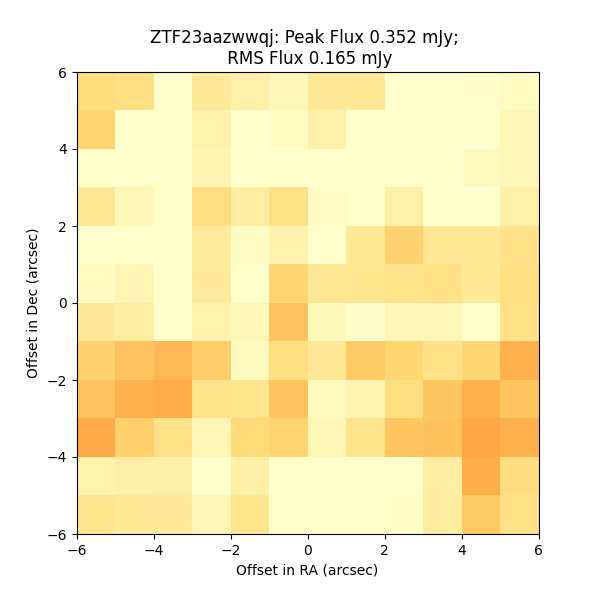 ZTF23aazwwqj: Peak Flux 0.352 mJy;
RMS Flux 0.165 mJy
6
4
2
0
−2
−4
−6
Offset in Dec (arcsec)
−6 −4 −2 0 2 4 6
Offset in RA (arcsec)